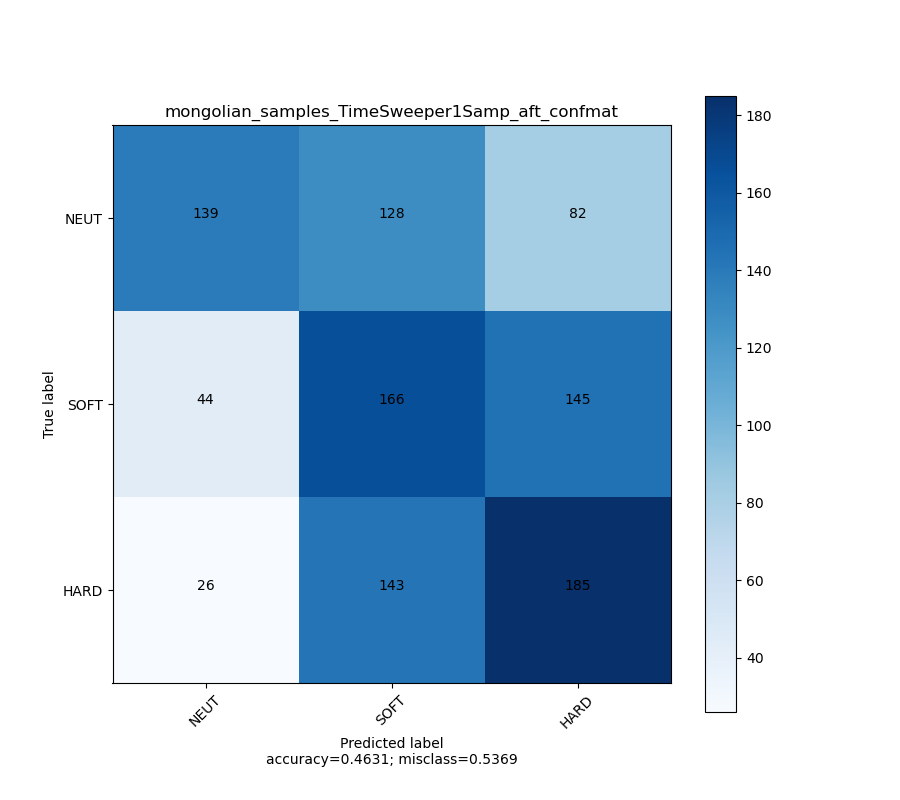 mongolian_samples_TimeSweeper1Samp_aft_confmat
True label
NEUT 139 128 82
SOFT 44 166 145
HARD 26 143 185
NEUT SOFT HARD
Predicted label
accuracy=0.4631; misclass=0.5369
180
160
140
120
100
80
60
40